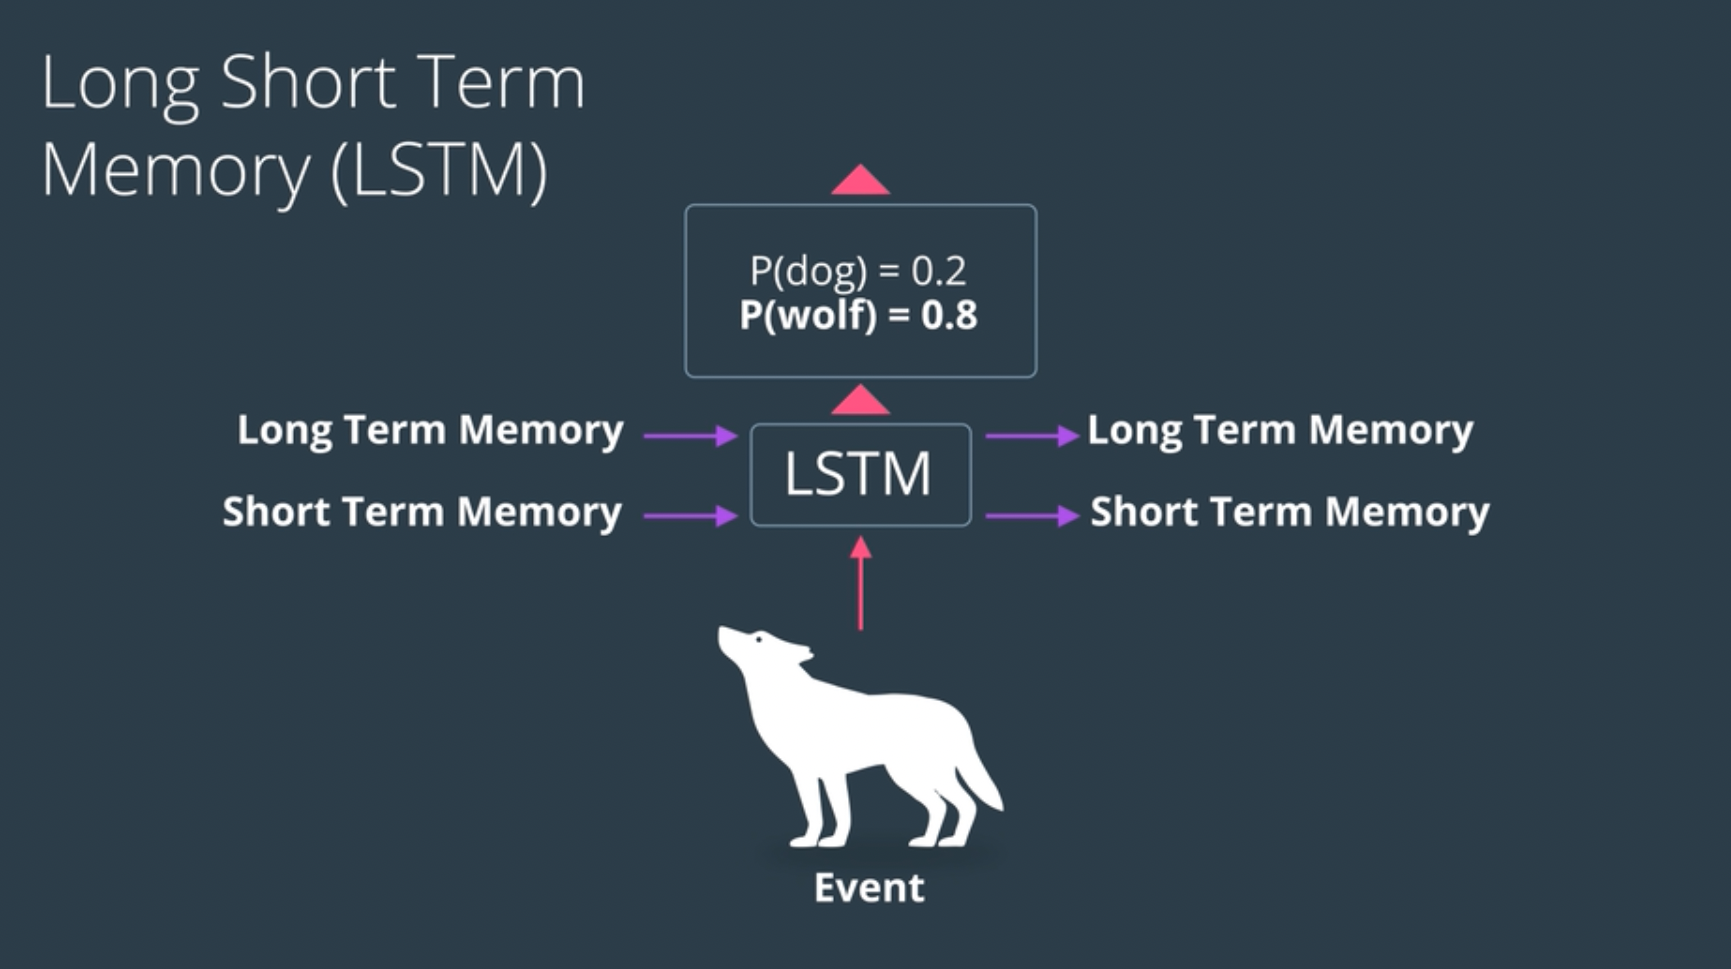 Long Short Term
Memory (LSTM)
P(dog) = 0.2
P(wolf) = 0.8
Long Term Memory
LSTM
Long Term Memory
Short Term Memory
Short Term Memory
Event